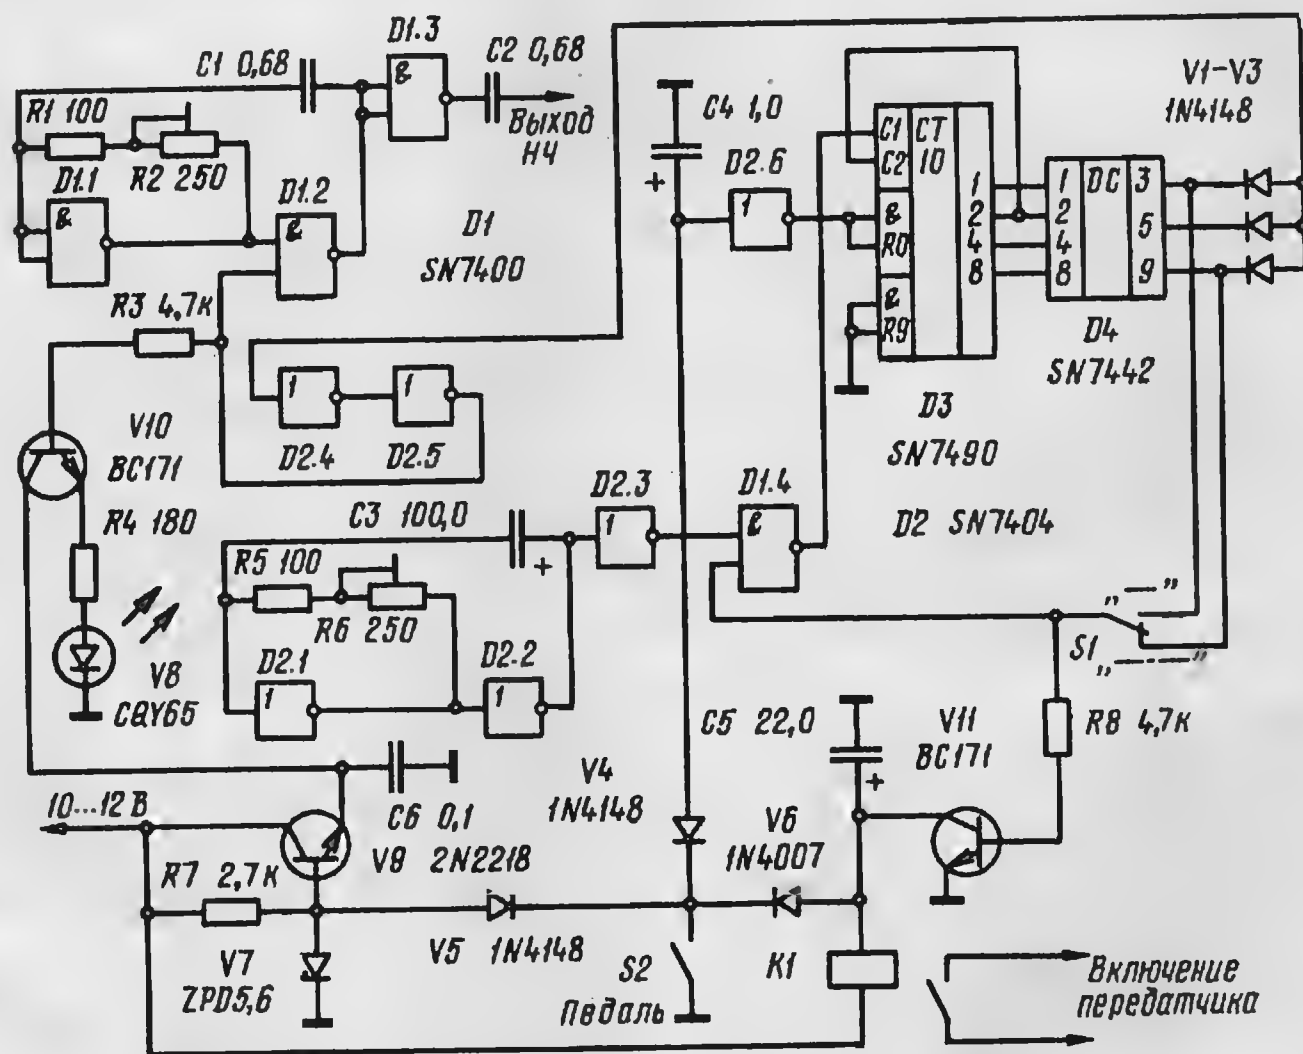 D1.3
C1 0,68
C2 0,68
&
Выход
НЧ
R1 100
R2 250
D1.1
&
D1.2
&
D1
SN7400
R3 4,7к
V10
BC171
R4 180
V8
CQY65
1
D2.4
1
D2.5
C3 100,0
+
R5 100
R6 250
D2.1
1
D2.2
1
D2.3
1
D1.4
&
C4 1,0
+
D2.6
1
C1
C2
&
R0
&
R9
CT
10
1
2
4
8
D3
SN7490
1
2
4
8
DC
3
5
9
D4
SN7442
V1-V3
1N4148
D2 SN7404
„—"
S1
„—·—"
C5 22,0
+
V11
BC171
R8 4,7к
10...12 В
C6 0,1
V9 2N2218
V4
1N4148
V6
1N4007
R7 2,7к
V7
ZPD5,6
V5 1N4148
S2
Педаль
K1
Включение
передатчика